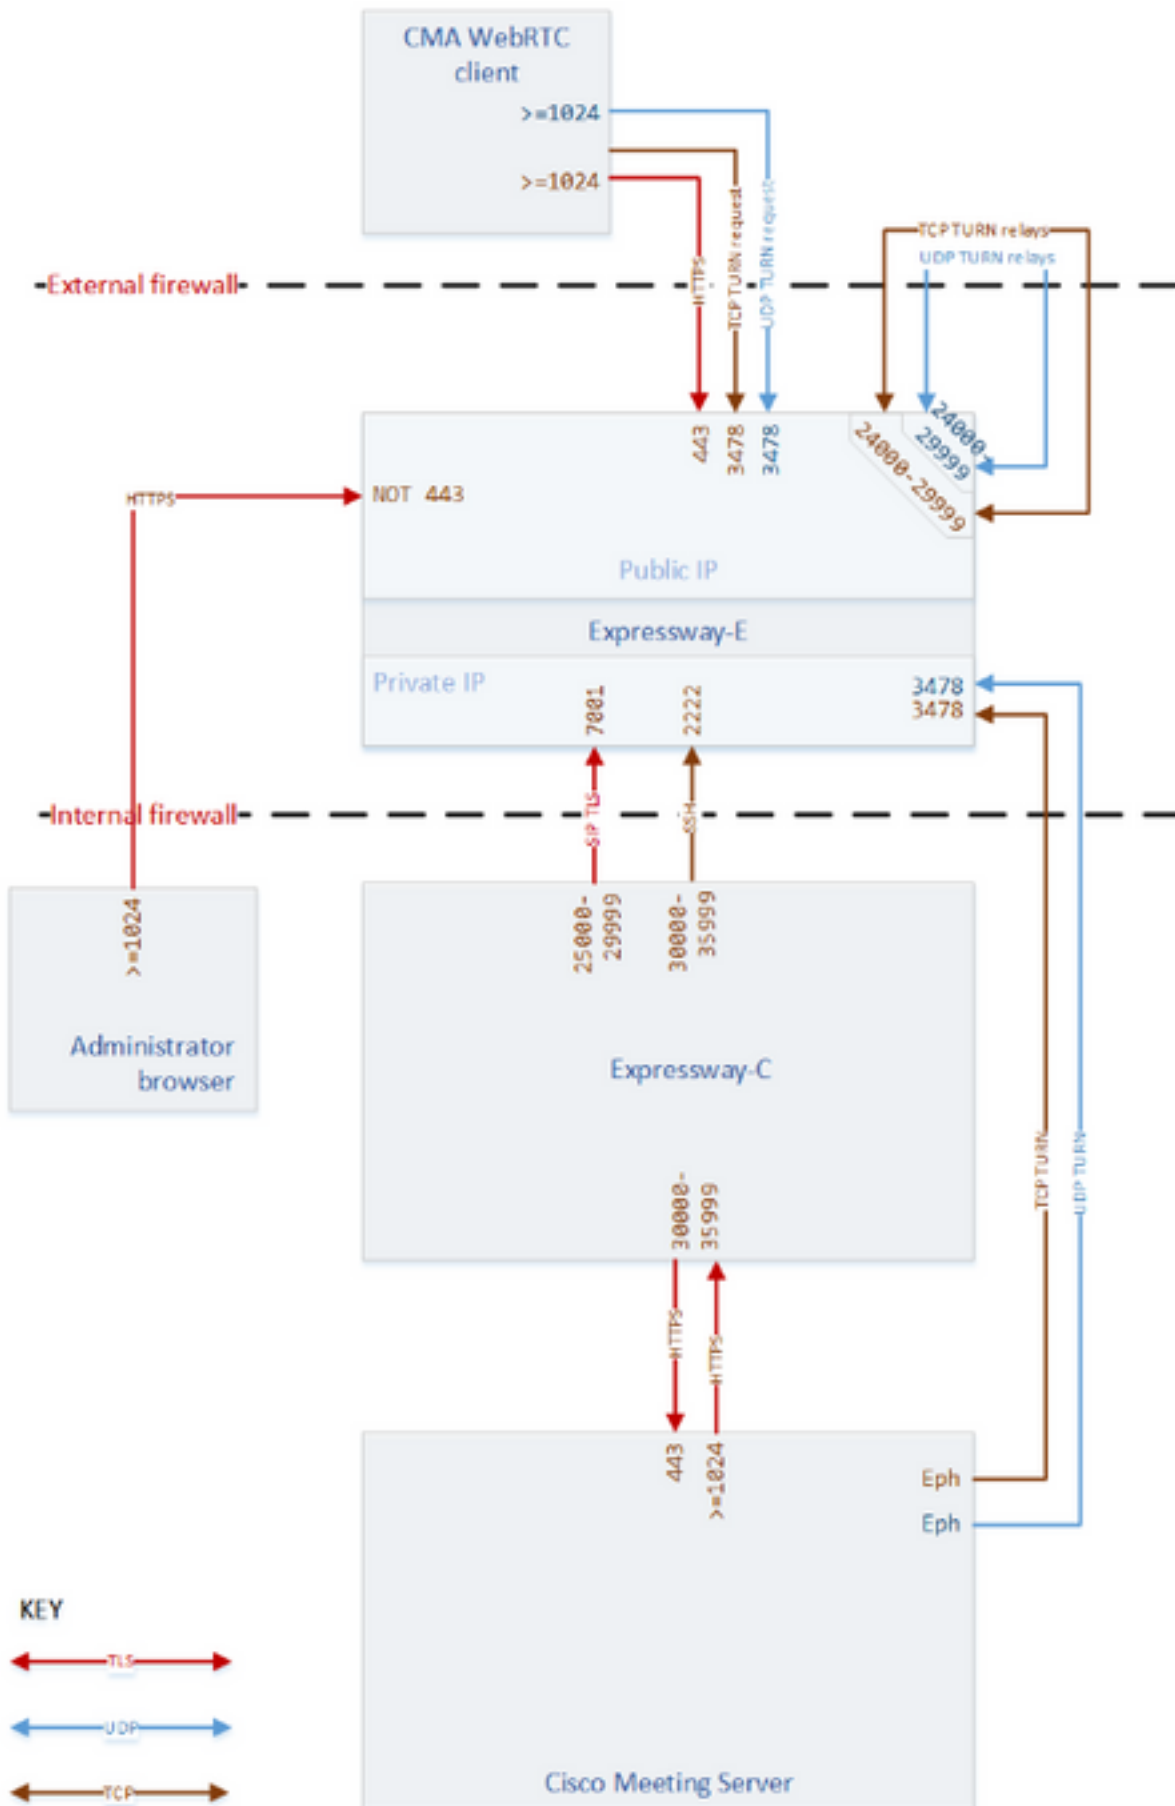 CMA WebRTC
client
>=1024
>=1024
HTTPS
TCP TURN request
UDP TURN request
TCP TURN relays
UDP TURN relays
External firewall
443
3478
3478
24000-
29999
24000-29999
HTTPS
NOT 443
Public IP
Expressway-E
Private IP
7001
2222
3478
3478
Internal firewall
SIP TLS
SSH
>=1024
Administrator
browser
25000-
29999
30000-
35999
Expressway-C
30000-
35999
TCP TURN
UDP TURN
HTTPS
HTTPS
443
>=1024
Eph
Eph
KEY
TLS
UDP
TCP
Cisco Meeting Server